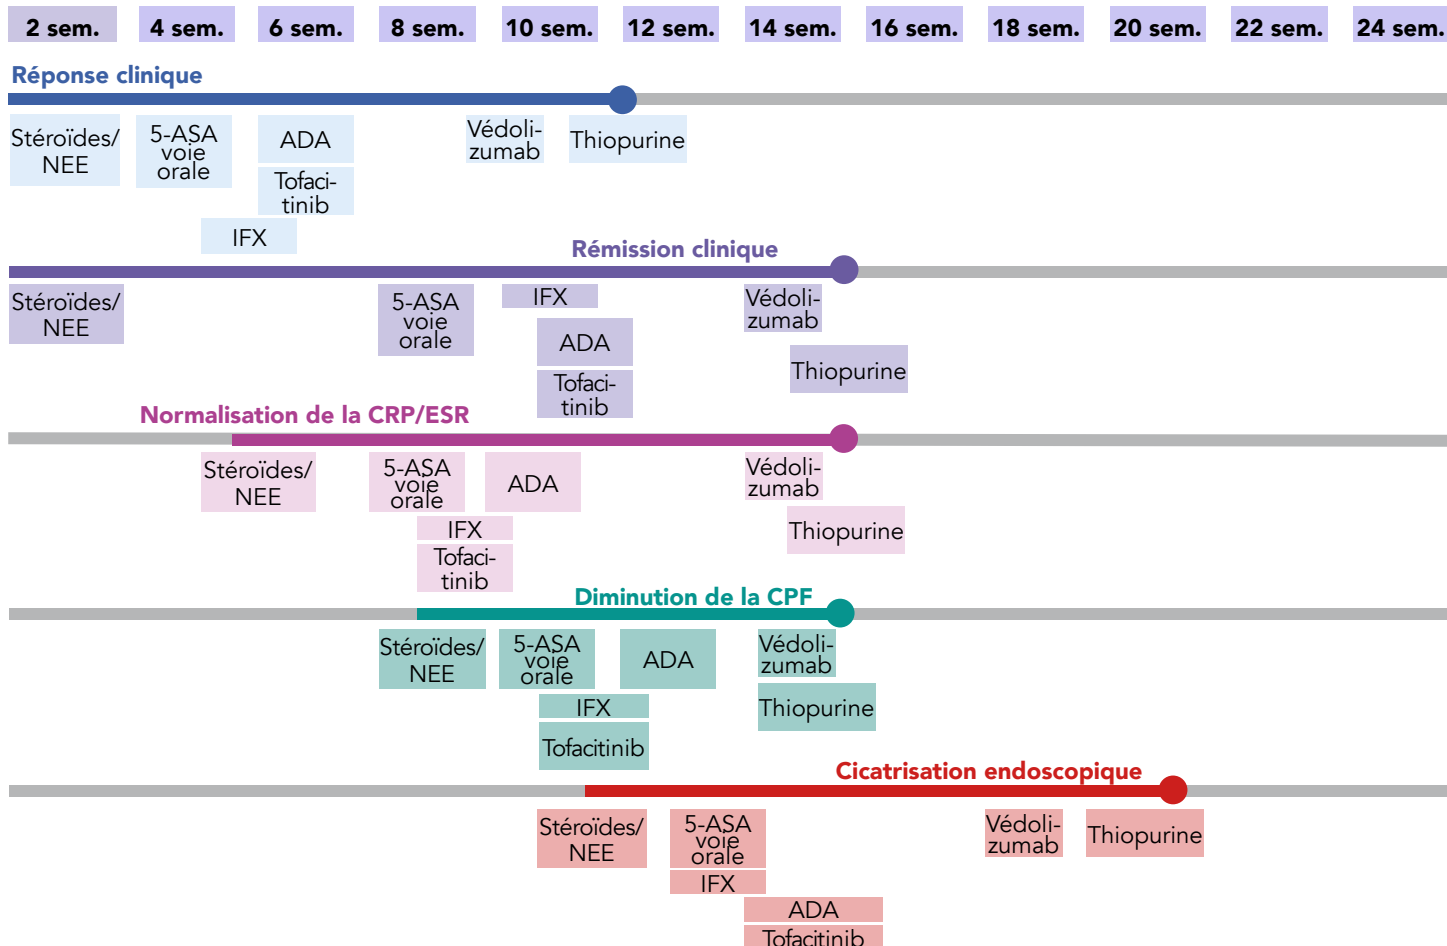 2 sem. 4 sem. 6 sem. 8 sem. 10 sem. 12 sem. 14 sem. 16 sem. 18 sem. 20 sem. 22 sem. 24 sem.
Réponse clinique
Stéroïdes/
NEE
5-ASA
voie
orale
ADA
Tofaci-
tinib
IFX
Védoli-
zumab
Thiopurine
Rémission clinique
Stéroïdes/
NEE
5-ASA
voie
orale
IFX
ADA
Tofaci-
tinib
Védoli-
zumab
Thiopurine
Normalisation de la CRP/ESR
Stéroïdes/
NEE
5-ASA
voie
orale
IFX
Tofaci-
tinib
ADA
Védoli-
zumab
Thiopurine
Diminution de la CPF
Stéroïdes/
NEE
5-ASA
voie
orale
IFX
Tofacitinib
ADA
Védoli-
zumab
Thiopurine
Cicatrisation endoscopique
Stéroïdes/
NEE
5-ASA
voie
orale
IFX
ADA
Tofacitinib
Védoli-
zumab
Thiopurine